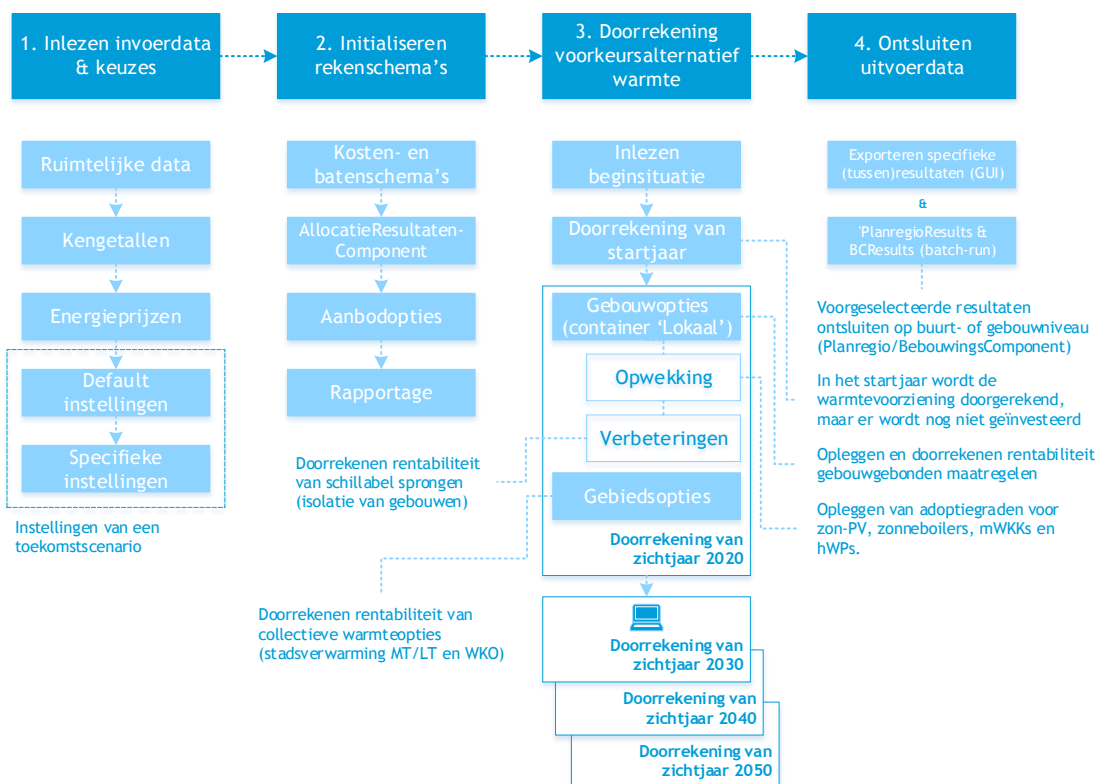 1. Inlezen invoerdata
& keuzes
2. Initialiseren
rekenschema's
3. Doorrekening
voorkeursalternatief
warmte
4. Ontsluiten
uitvoerdata
Ruimtelijke data
Kengetallen
Energieprijzen
Default
instellingen
Specifieke
instellingen
Instellingen van een
toekomstscenario
Kosten- en
batenschema's
AllocatieResultaten-
Component
Aanbodopties
Rapportage
Doorrekenen rentabiliteit
van schillabel sprongen
(isolatie van gebouwen)
Doorrekenen rentabiliteit van
collectieve warmteopties
(stadsverwarming MT/LT en WKO)
Inlezen
beginsituatie
Doorrekening van
startjaar
Gebouwopties
(container 'Lokaal')
Opwekking
Verbeteringen
Gebiedsopties
Doorrekening van
zichtjaar 2020
Doorrekening van
zichtjaar 2030
Doorrekening van
zichtjaar 2040
Doorrekening van
zichtjaar 2050
Exporteren specifieke
(tussen)resultaten (GUI)
&
'PlanregioResults &
BCResults (batch-run)
Voorgeselecteerde resultaten
ontsluiten op buurt- of gebouwniveau
(Planregio/BebouwingsComponent)
In het startjaar wordt de
warmtevoorziening doorgerekend,
maar er wordt nog niet geïnvesteerd
Opleggen en doorrekenen rentabiliteit
gebouwgebonden maatregelen
Opleggen van adoptiegraden voor
zon-PV, zonneboilers, mWKKs en
hWPs.